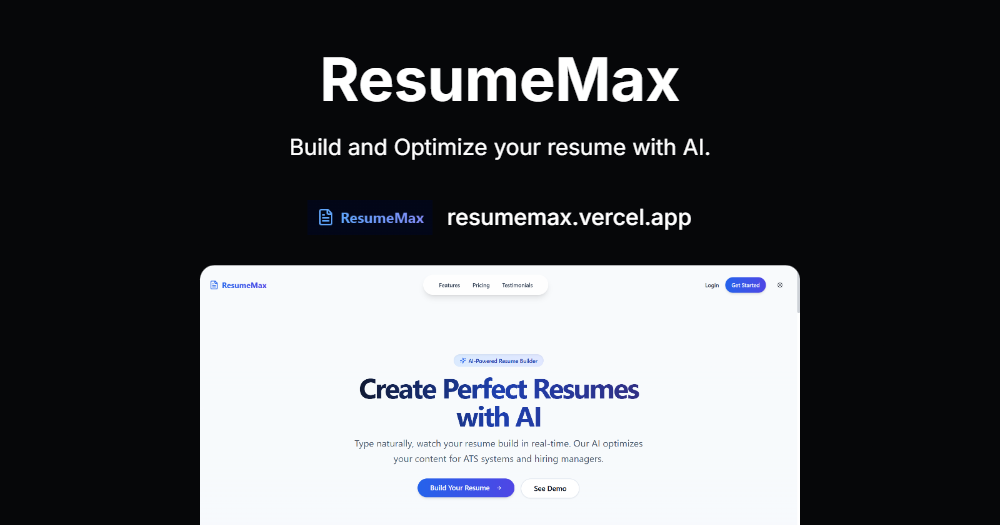 ResumeMax
Build and Optimize your resume with AI.
ResumeMax resumemax.vercel.app
ResumeMax Features Pricing Testimonials Login Get Started
AI-Powered Resume Builder
Create Perfect Resumes
with AI
Type naturally, watch your resume build in real-time. Our AI optimizes
your content for ATS systems and hiring managers.
Build Your Resume → See Demo